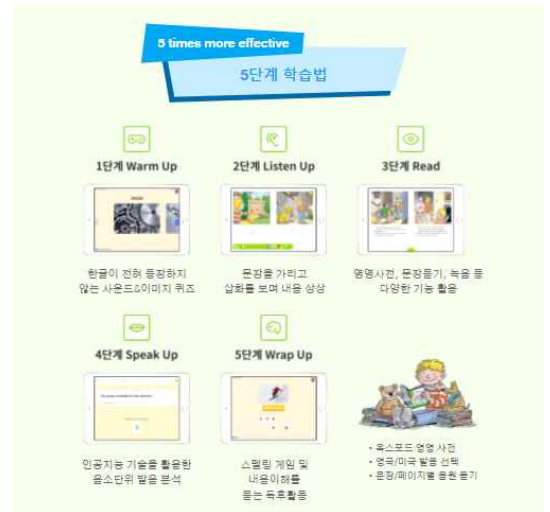 5 times more effective
5단계 학습법
1단계 Warm Up
2단계 Listen Up
3단계 Read
한글이 전혀 등장하지
않는 사운드&이미지 퀴즈
문장을 가리고
삽화를 보며 내용 상상
영영사전, 문장듣기, 녹음 등
다양한 기능 활용
4단계 Speak Up
5단계 Wrap Up
인공지능 기술을 활용한
음소단위 발음 분석
스펠링 게임 및
내용이해를
묻는 독후활동
• 옥스포드 영영 사전
• 영국/미국 발음 선택
• 문장/페이지별 음원 듣기